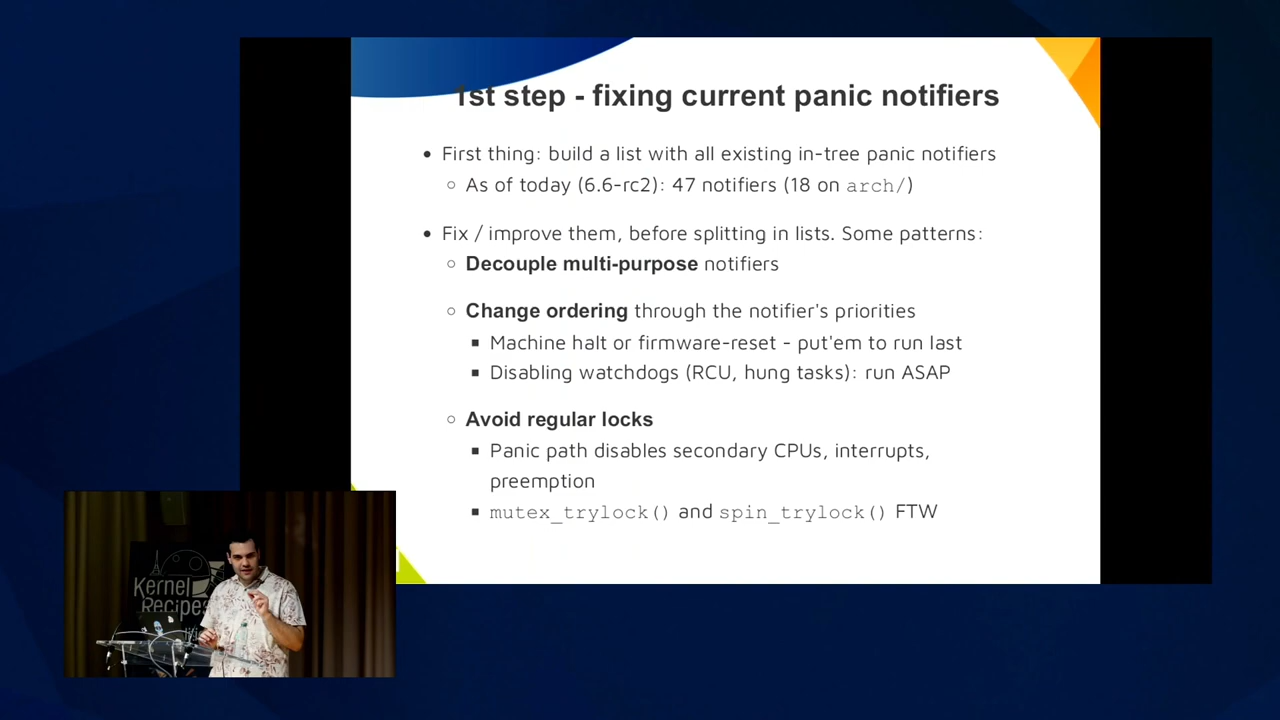 1st step - fixing current panic notifiers
• First thing: build a list with all existing in-tree panic notifiers
○ As of today (6.6-rc2): 47 notifiers (18 on arch/)
• Fix / improve them, before splitting in lists. Some patterns:
○ Decouple multi-purpose notifiers
○ Change ordering through the notifier's priorities
▪ Machine halt or firmware-reset - put'em to run last
▪ Disabling watchdogs (RCU, hung tasks): run ASAP
○ Avoid regular locks
▪ Panic path disables secondary CPUs, interrupts,
preemption
▪ mutex_trylock() and spin_trylock() FTW
Kernel
Recipes